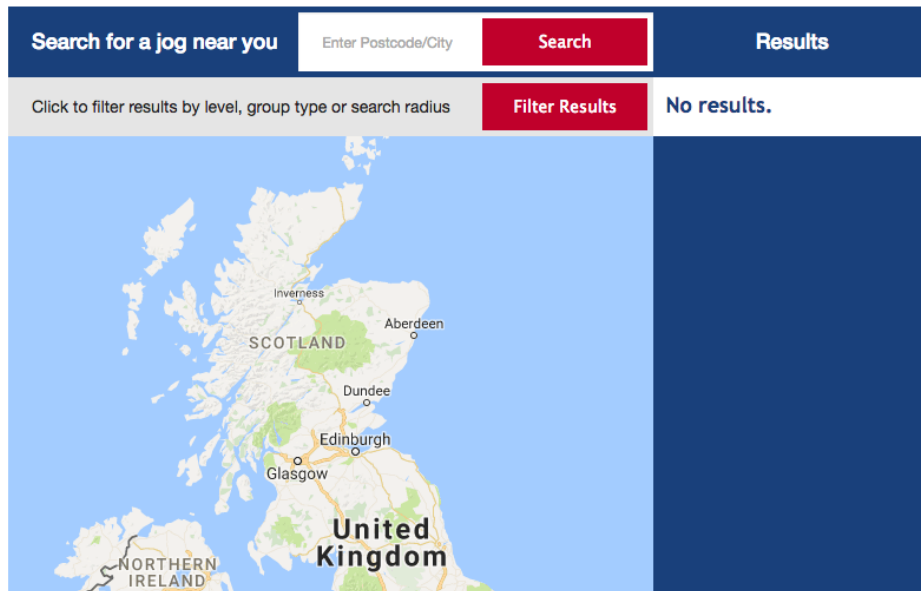 Search for a jog near you
Enter Postcode/City
Search
Results
Click to filter results by level, group type or search radius
Filter Results
No results.
Inverness
Aberdeen
SCOTLAND
Dundee
Edinburgh
Glasgow
United
Kingdom
NORTHERN
IRELAND